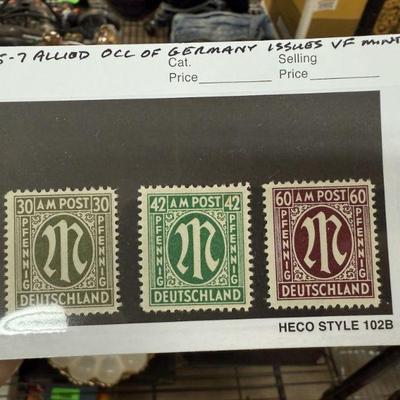 5-7 ALLIED OCC OF GERMANY ISSUES VF MINT
Cat. Selling
Price Price
30 AM POST 30
PFENNIG M PFENNIG
DEUTSCHLAND
42 AM POST 42
PFENNIG M PFENNIG
DEUTSCHLAND
60 AM POST 60
PFENNIG M PFENNIG
DEUTSCHLAND
HECO STYLE 102B